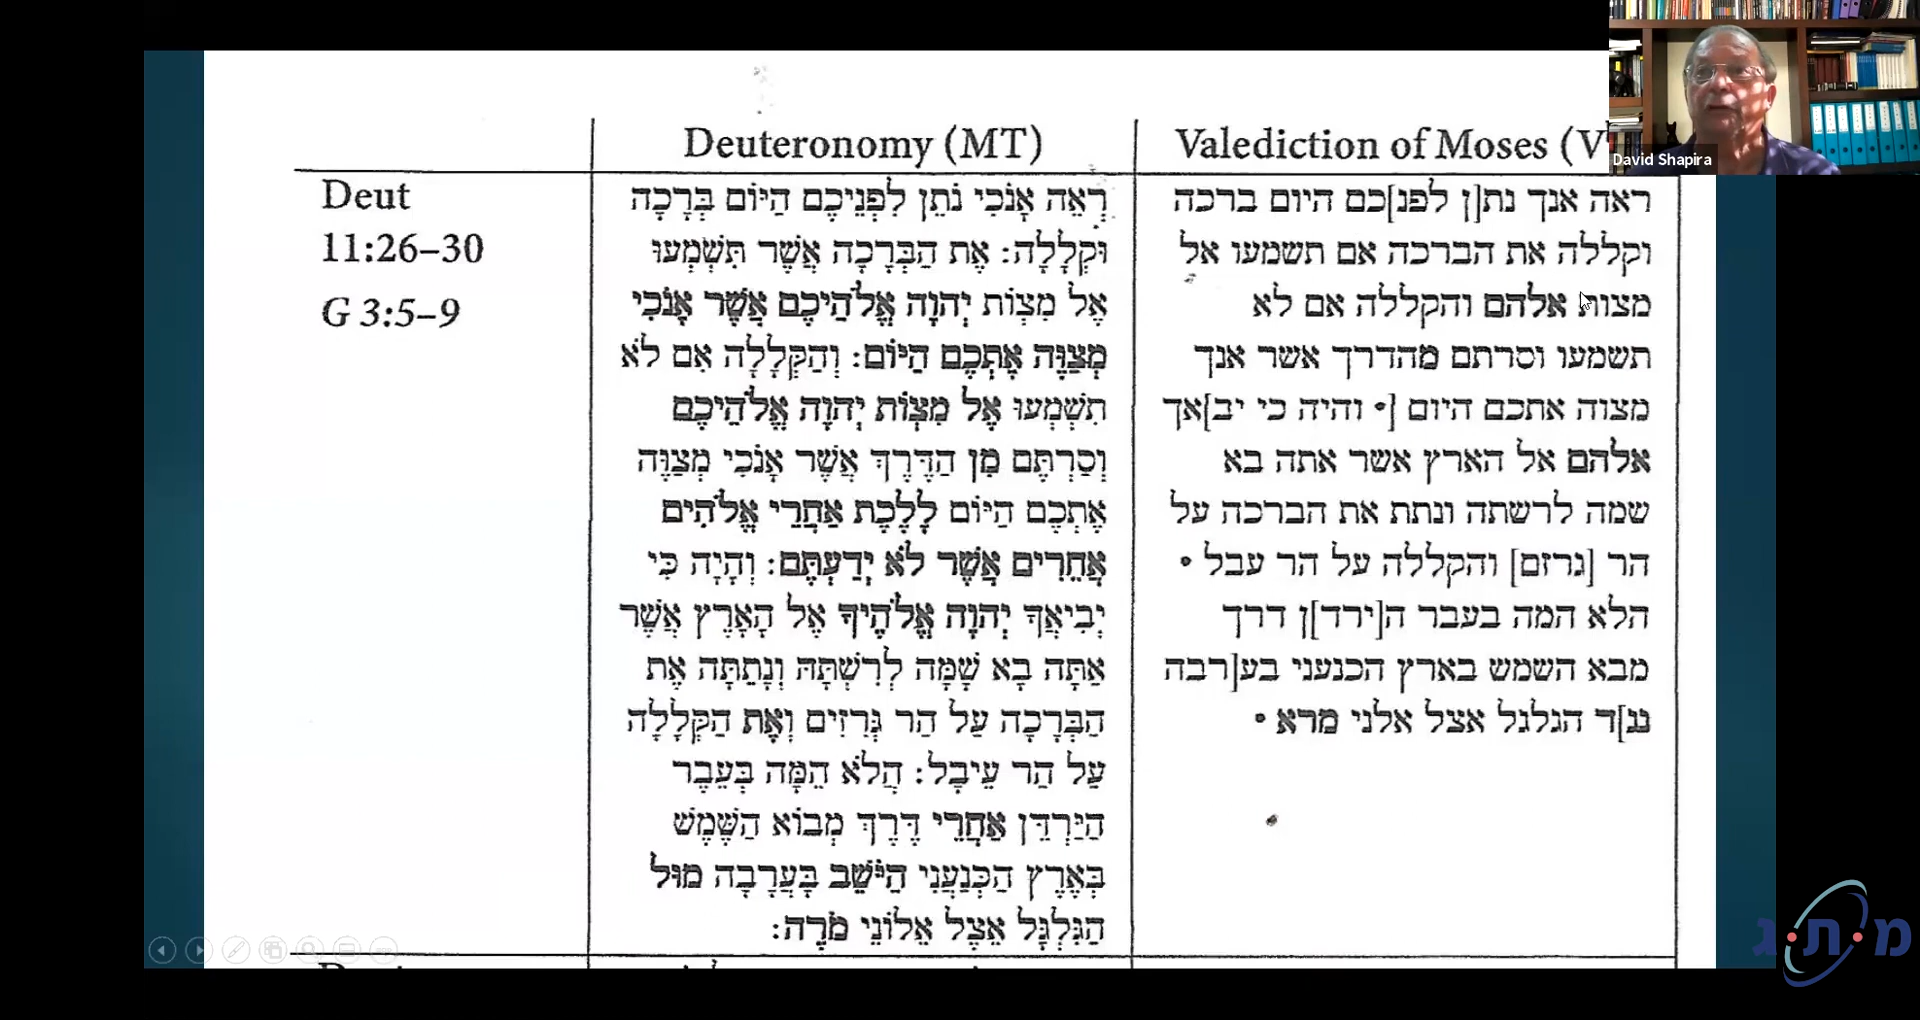 Deuteronomy (MT)
Valediction of Moses (V
David Shapira
Deut
11:26–30
G 3:5–9
רְאֵה אָנֹכִי נֹתֵן לִפְנֵיכֶם הַיּוֹם בְּרָכָה
וּקְלָלָה: אֶת הַבְּרָכָה אֲשֶׁר תִּשְׁמְעוּ
אֶל מִצְוֹת יְהוָה אֱלֹהֵיכֶם אֲשֶׁר אָנֹכִי
מְצַוֶּה אֶתְכֶם הַיּוֹם: וְהַקְּלָלָה אִם לֹא
תִשְׁמְעוּ אֶל מִצְוֹת יְהוָה אֱלֹהֵיכֶם
וְסַרְתֶּם מִן הַדֶּרֶךְ אֲשֶׁר אָנֹכִי מְצַוֶּה
אֶתְכֶם הַיּוֹם לָלֶכֶת אַחֲרֵי אֱלֹהִים
אֲחֵרִים אֲשֶׁר לֹא יְדַעְתֶּם: וְהָיָה כִּי
יְבִיאֲךָ יְהוָה אֱלֹהֶיךָ אֶל הָאָרֶץ אֲשֶׁר
אַתָּה בָא שָׁמָּה לְרִשְׁתָּהּ וְנָתַתָּה אֶת
הַבְּרָכָה עַל הַר גְּרִזִים וְאֶת הַקְּלָלָה
עַל הַר עֵיבָל: הֲלֹא הֵמָּה בְּעֵבֶר
הַיַּרְדֵּן אַחֲרֵי דֶּרֶךְ מְבוֹא הַשֶּׁמֶשׁ
בְּאֶרֶץ הַכְּנַעֲנִי הַיֹּשֵׁב בָּעֲרָבָה מוּל
הַגִּלְגָּל אֵצֶל אֵלוֹנֵי מֹרֶה:
ראה אנך נת[ן לפנ]כם היום ברכה
וקללה את הברכה אם תשמעו אל
מצות אלהם והקללה אם לא
תשמעו וסרתם מהדרך אשר אנך
מצוה אתכם היום [• והיה כי יב]אך
אלהם אל הארץ אשר אתה בא
שמה לרשתה ונתת את הברכה על
הר [גרזם] והקללה על הר עבל •
הלא המה בעבר ה[ירד]ן דרך
מבא השמש בארץ הכנעני בע[רבה
נג]ד הגלגל אצל אלני מרא •
מ.ת.ג